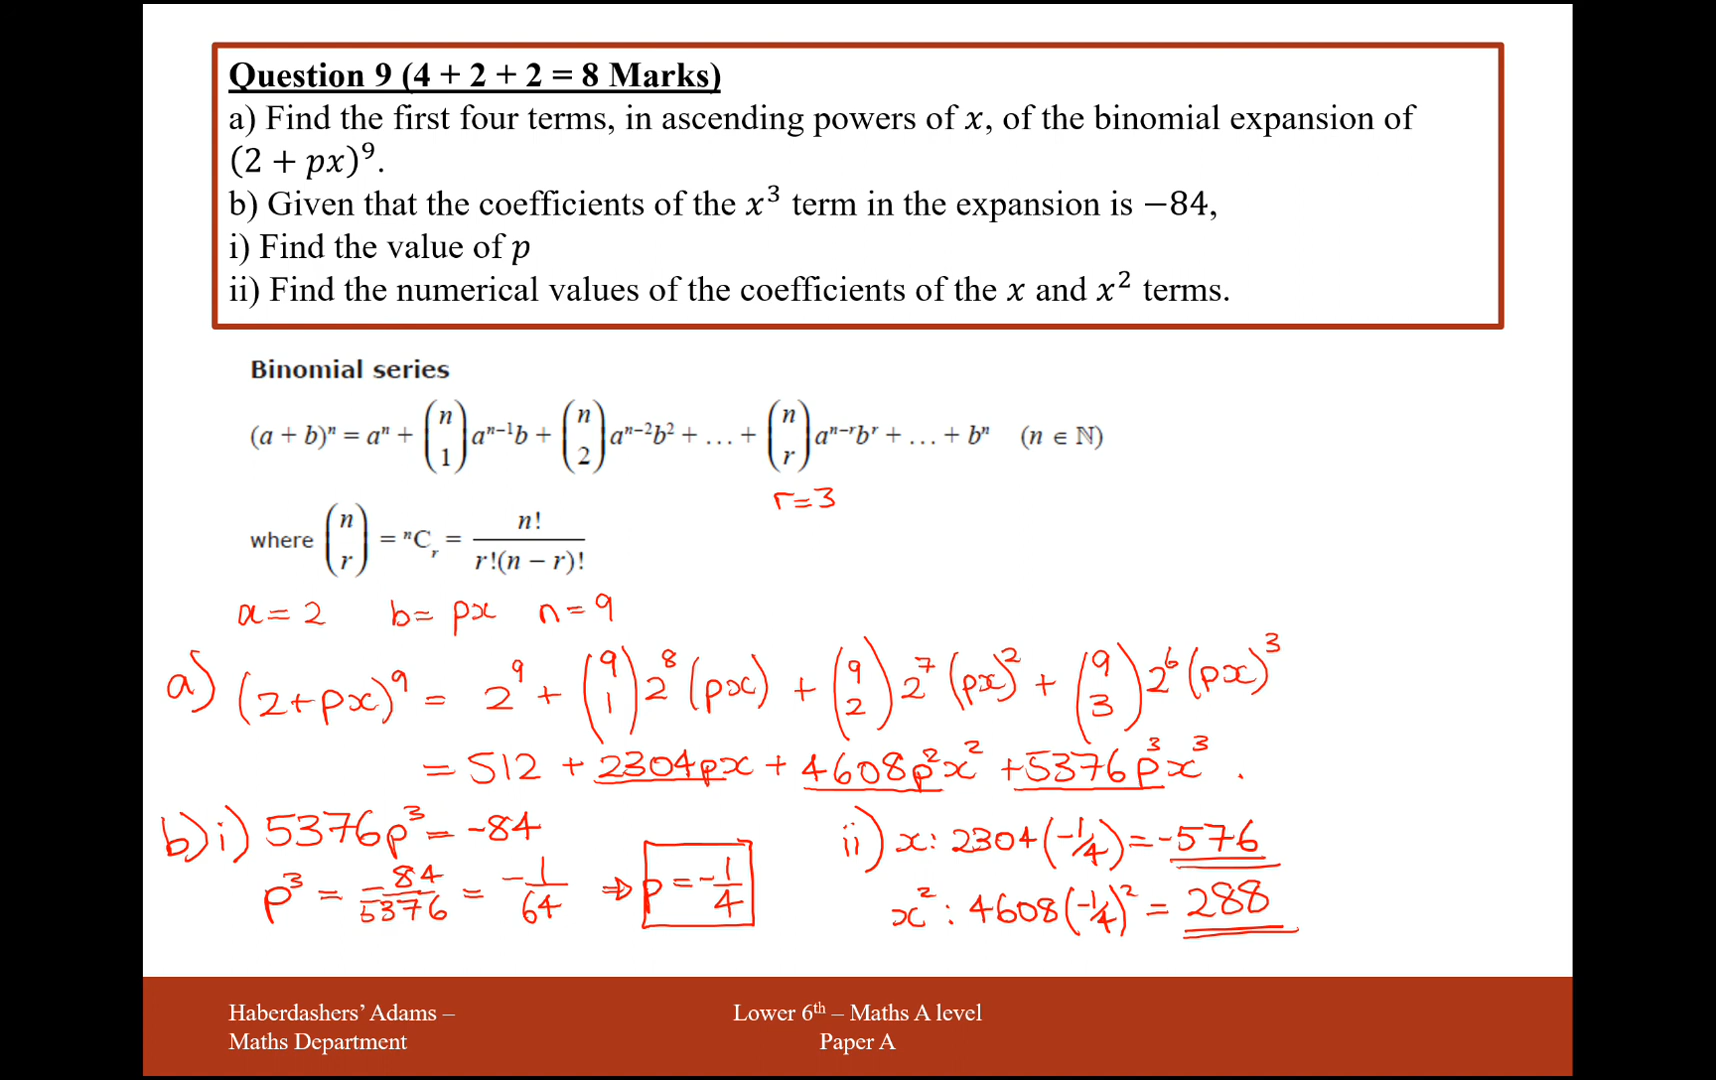 Question 9 (4 + 2 + 2 = 8 Marks)
a) Find the first four terms, in ascending powers of x, of the binomial expansion of
(2 + px)⁹.
b) Given that the coefficients of the x³ term in the expansion is −84,
i) Find the value of p
ii) Find the numerical values of the coefficients of the x and x² terms.
Binomial series
(a + b)ⁿ = aⁿ + (n 1) aⁿ⁻¹b + (n 2) aⁿ⁻²b² + … + (n r) aⁿ⁻ʳbʳ + … + bⁿ (n ∈ ℕ)
r=3
where (n r) = ⁿCᵣ = n! / r!(n − r)!
a = 2 b = px n = 9
a) (2+px)⁹ = 2⁹ + (9 1) 2⁸ (px) + (9 2) 2⁷ (px)² + (9 3) 2⁶ (px)³
= 512 + 2304px + 4608p²x² + 5376p³x³ .
b) i) 5376p³ = -84
p³ = -84/5376 = -1/64 ⇒ p = -1/4
ii) x: 2304(-1/4) = -576
x²: 4608(-1/4)² = 288
Haberdashers’ Adams –
Maths Department
Lower 6th – Maths A level
Paper A